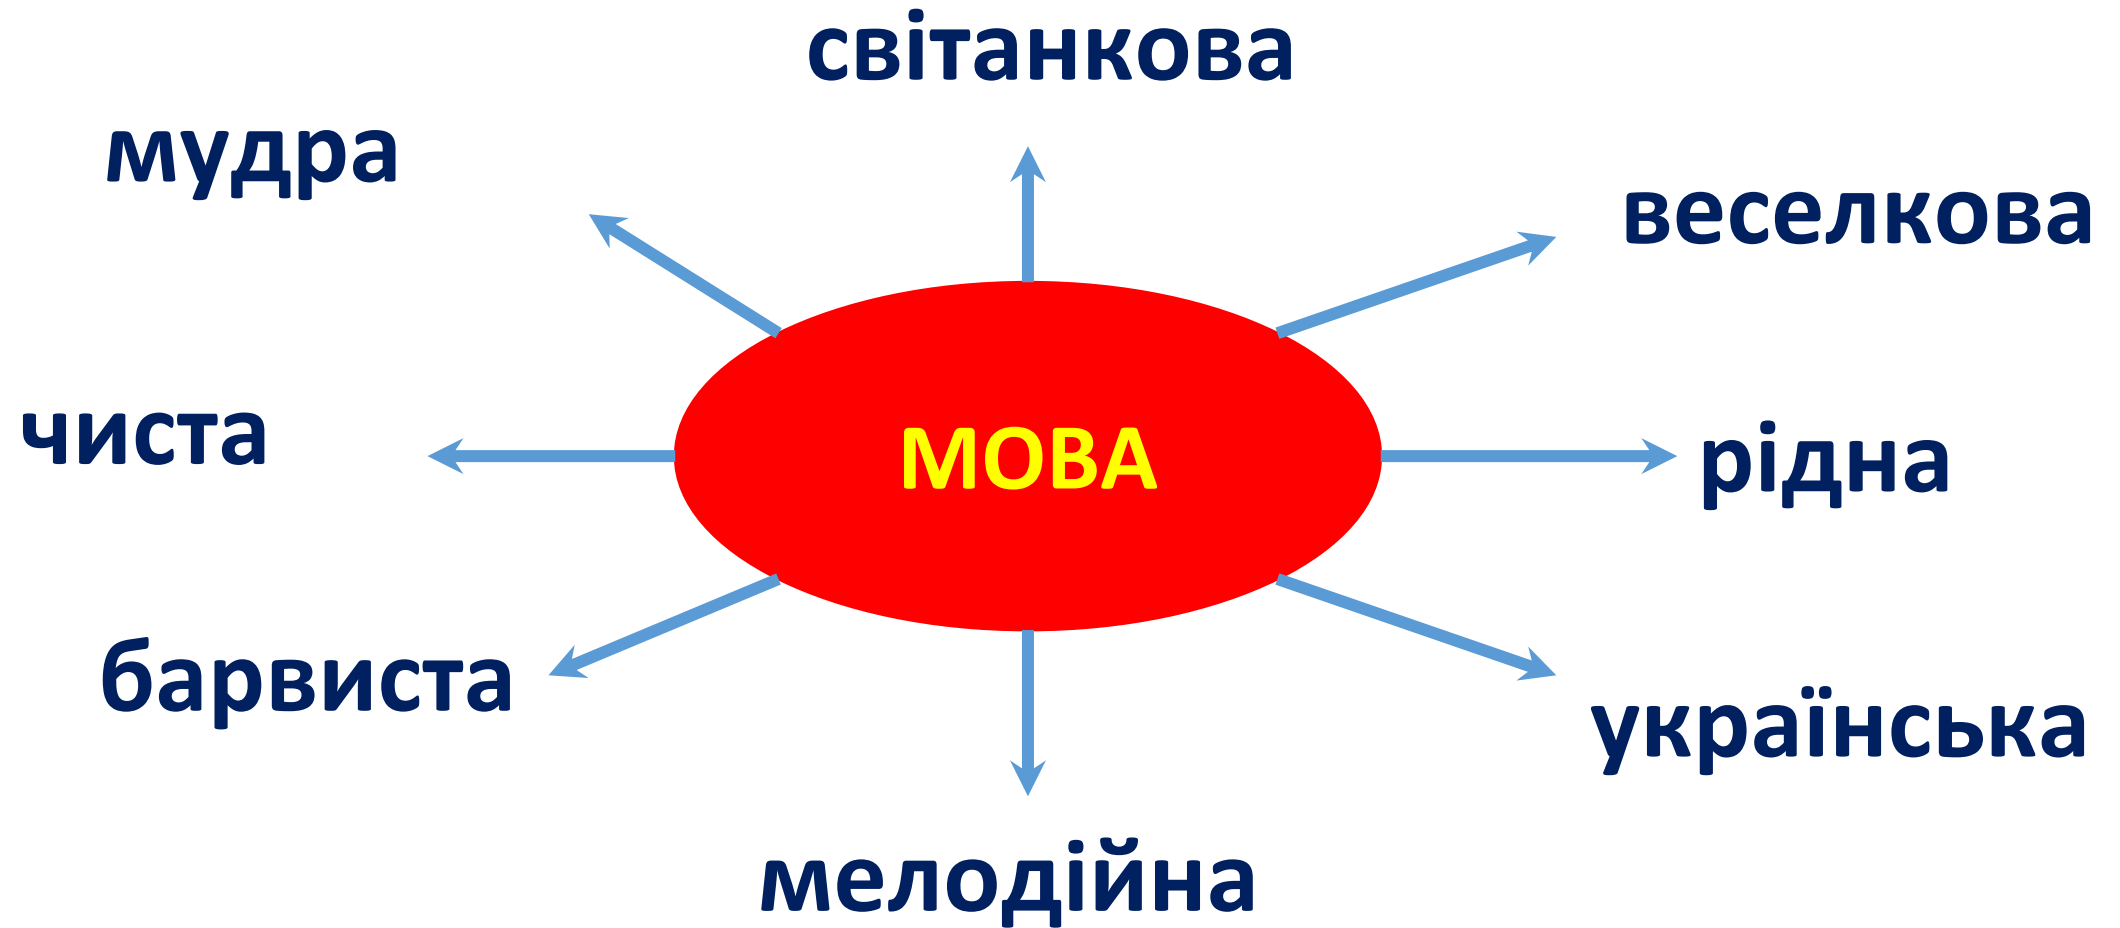 світанкова
мудра
веселкова
чиста
МОВА
рідна
барвиста
українська
мелодійна